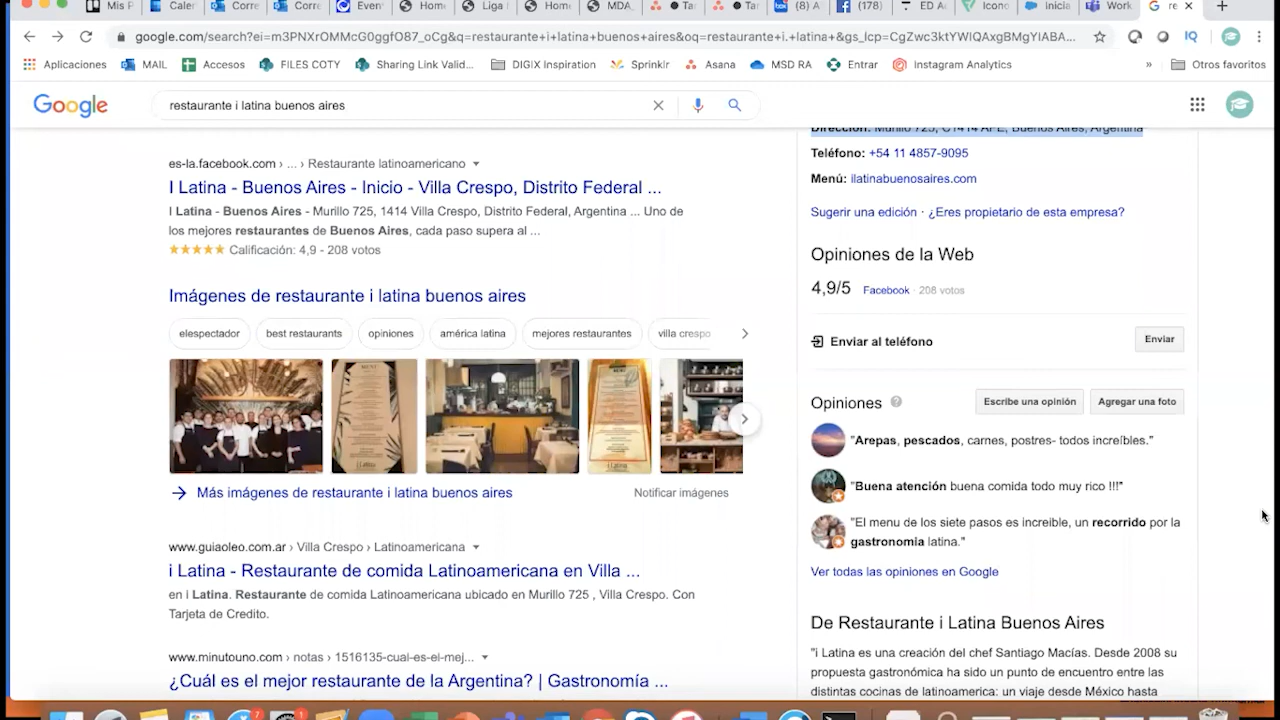 Mis P
Caler
Corre
Corre
Even
Home
Liga
Home
MDA_
Tar
Tar
(8) A
(178)
ED A
Icono
inicia
Work
re
google.com/search?ei=m3PNXrOMMcG0ggfO87_oCg&q=restaurante+i+latina+buenos+aires&oq=restaurante+i.+latina+&gs_lcp=CgZwc3ktYWIQAxgBMgYIABA...
Aplicaciones
MAIL
Accesos
FILES COTY
Sharing Link Valid...
DIGIX Inspiration
Sprinklr
Asana
MSD RA
Entrar
Instagram Analytics
»
Otros favoritos
Google
restaurante i latina buenos aires
es-la.facebook.com › ... › Restaurante latinoamericano
I Latina - Buenos Aires - Inicio - Villa Crespo, Distrito Federal ...
I Latina - Buenos Aires - Murillo 725, 1414 Villa Crespo, Distrito Federal, Argentina ... Uno de
los mejores restaurantes de Buenos Aires, cada paso supera al ...
Calificación: 4,9 - 208 votos
Imágenes de restaurante i latina buenos aires
elespectador
best restaurants
opiniones
américa latina
mejores restaurantes
villa crespo
Más imágenes de restaurante i latina buenos aires
Notificar imágenes
www.guiaoleo.com.ar › Villa Crespo › Latinoamericana
i Latina - Restaurante de comida Latinoamericana en Villa ...
en I Latina. Restaurante de comida Latinoamericana ubicado en Murillo 725 , Villa Crespo. Con
Tarjeta de Credito.
www.minutouno.com › notas › 1516135-cual-es-el-mej...
¿Cuál es el mejor restaurante de la Argentina? | Gastronomía ...
Dirección: Murillo 725, C1414 AFE, Buenos Aires, Argentina
Teléfono: +54 11 4857-9095
Menú: ilatinabuenosaires.com
Sugerir una edición · ¿Eres propietario de esta empresa?
Opiniones de la Web
4,9/5 Facebook · 208 votos
Enviar al teléfono
Enviar
Opiniones
Escribe una opinión
Agregar una foto
"Arepas, pescados, carnes, postres- todos increíbles."
"Buena atención buena comida todo muy rico !!!"
"El menu de los siete pasos es increible, un recorrido por la
gastronomia latina."
Ver todas las opiniones en Google
De Restaurante i Latina Buenos Aires
"i Latina es una creación del chef Santiago Macías. Desde 2008 su
propuesta gastronómica ha sido un punto de encuentro entre las
distintas cocinas de latinoamerica: un viaje desde México hasta